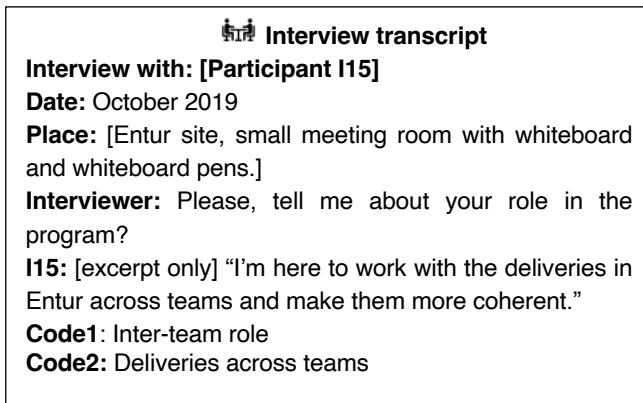 Interview transcript
Interview with: [Participant I15]
Date: October 2019
Place: [Entur site, small meeting room with whiteboard
and whiteboard pens.]
Interviewer: Please, tell me about your role in the
program?
I15: [excerpt only] “I’m here to work with the deliveries in
Entur across teams and make them more coherent.”
Code1: Inter-team role
Code2: Deliveries across teams